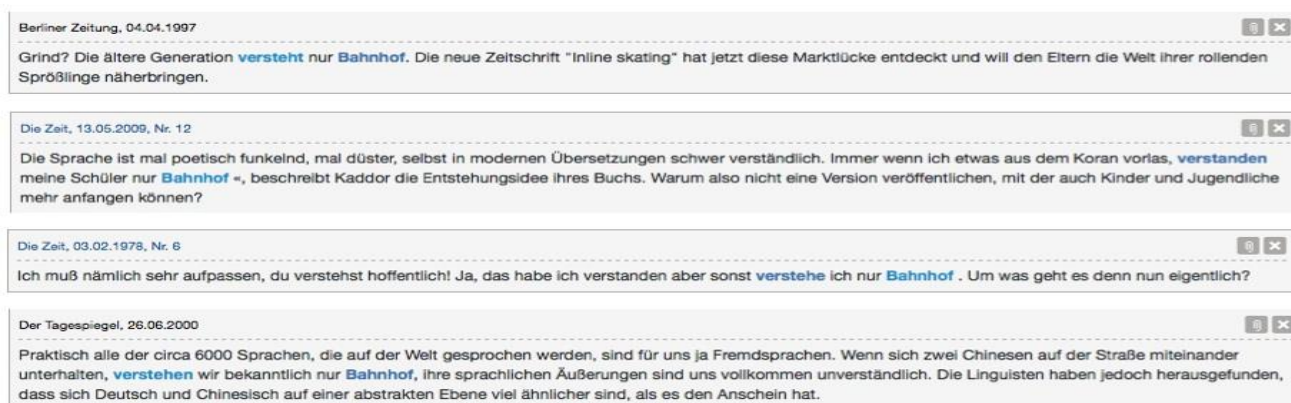 Berliner Zeitung, 04.04.1997
Grind? Die ältere Generation versteht nur Bahnhof. Die neue Zeitschrift "Inline skating" hat jetzt diese Marktlücke entdeckt und will den Eltern die Welt ihrer rollenden
Sprößlinge näherbringen.
Die Zeit, 13.05.2009, Nr. 12
Die Sprache ist mal poetisch funkelnd, mal düster, selbst in modernen Übersetzungen schwer verständlich. Immer wenn ich etwas aus dem Koran vorlas, verstanden
meine Schüler nur Bahnhof «, beschreibt Kaddor die Entstehungsidee ihres Buchs. Warum also nicht eine Version veröffentlichen, mit der auch Kinder und Jugendliche
mehr anfangen können?
Die Zeit, 03.02.1978, Nr. 6
Ich muß nämlich sehr aufpassen, du verstehst hoffentlich! Ja, das habe ich verstanden aber sonst verstehe ich nur Bahnhof . Um was geht es denn nun eigentlich?
Der Tagespiegel, 26.06.2000
Praktisch alle der circa 6000 Sprachen, die auf der Welt gesprochen werden, sind für uns ja Fremdsprachen. Wenn sich zwei Chinesen auf der Straße miteinander
unterhalten, verstehen wir bekanntlich nur Bahnhof, ihre sprachlichen Äußerungen sind uns vollkommen unverständlich. Die Linguisten haben jedoch herausgefunden,
dass sich Deutsch und Chinesisch auf einer abstrakten Ebene viel ähnlicher sind, als es den Anschein hat.